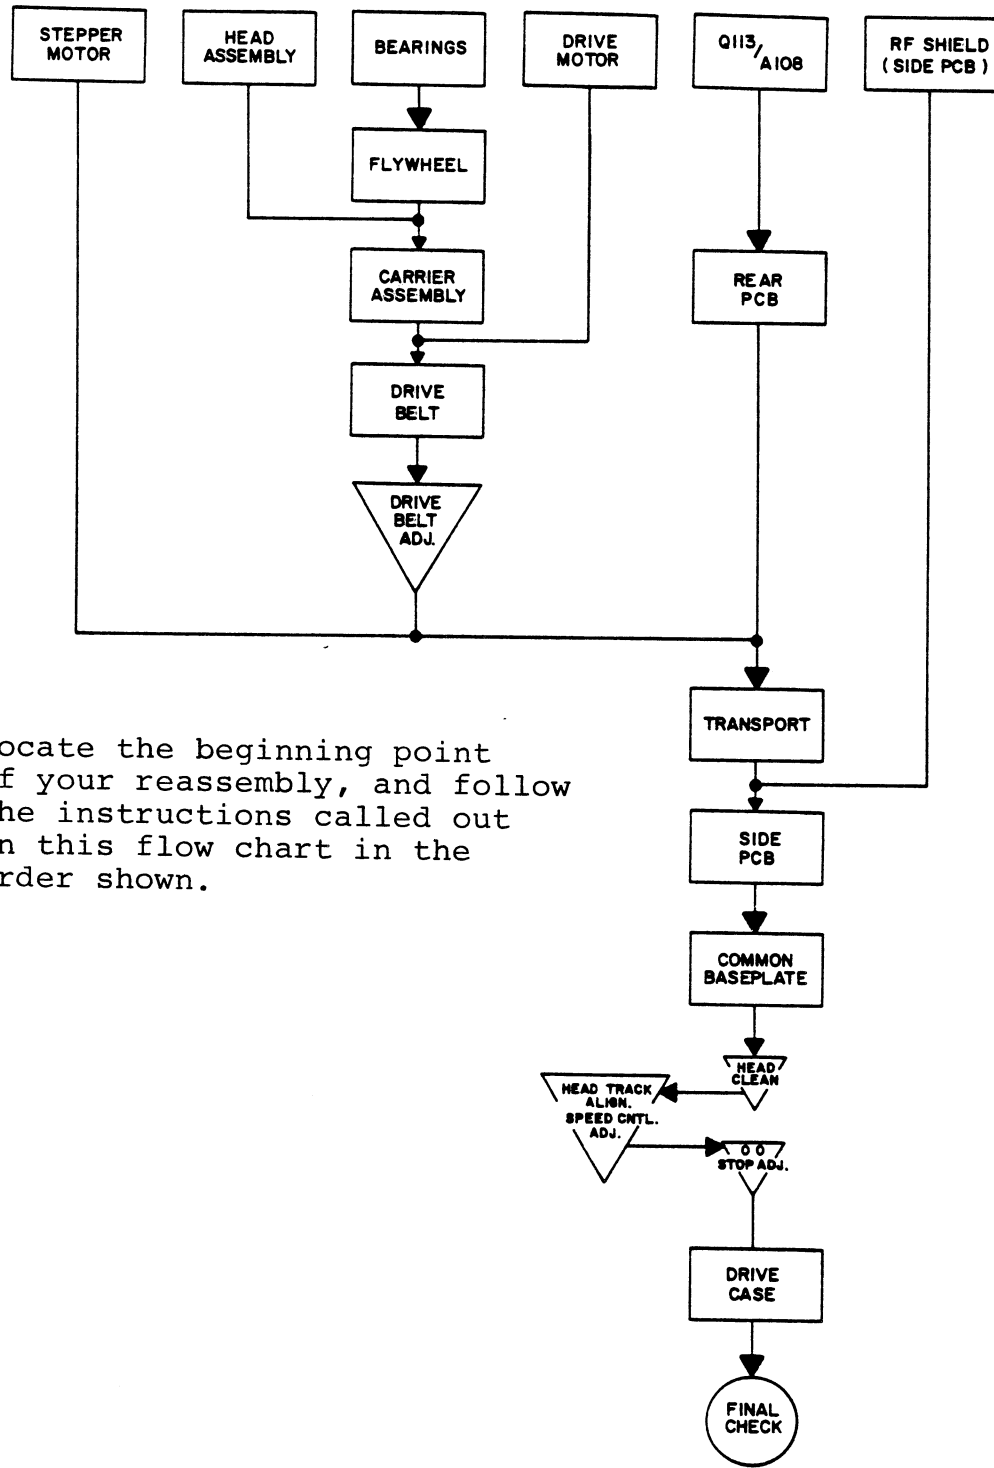 STEPPER
MOTOR
HEAD
ASSEMBLY
BEARINGS
DRIVE
MOTOR
Q113/
A108
RF SHIELD
(SIDE PCB)
FLYWHEEL
CARRIER
ASSEMBLY
REAR
PCB
DRIVE
BELT
DRIVE
BELT
ADJ.
TRANSPORT
ocate the beginning point
f your reassembly, and follow
he instructions called out
n this flow chart in the
rder shown.
SIDE
PCB
COMMON
BASEPLATE
HEAD
CLEAN
HEAD TRACK
ALIGN.
SPEED CNTL.
ADJ.
00
STOP ADJ.
DRIVE
CASE
FINAL
CHECK